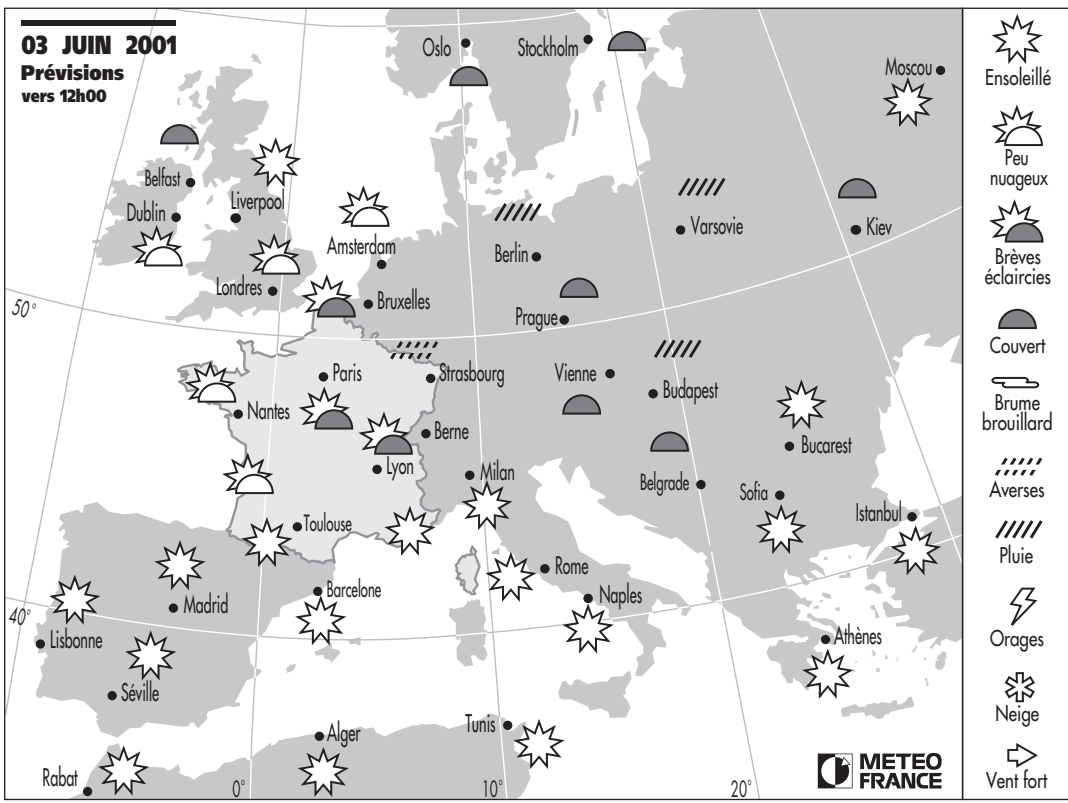 03 JUIN 2001
Prévisions
vers 12h00
Oslo
Stockholm
Moscou
Belfast
Dublin
Liverpool
Amsterdam
Berlin
Varsovie
Kiev
Londres
Bruxelles
50°
Prague
Paris
Strasbourg
Vienne
Budapest
Nantes
Berne
Bucarest
Lyon
Milan
Belgrade
Sofia
Istanbul
Toulouse
Rome
Barcelone
Naples
Madrid
40°
Lisbonne
Athènes
Séville
Tunis
Alger
Rabat
0°
10°
20°
METEO
FRANCE
Ensoleillé
Peu
nuageux
Brèves
éclaircies
Couvert
Brume
brouillard
Averses
Pluie
Orages
Neige
Vent fort